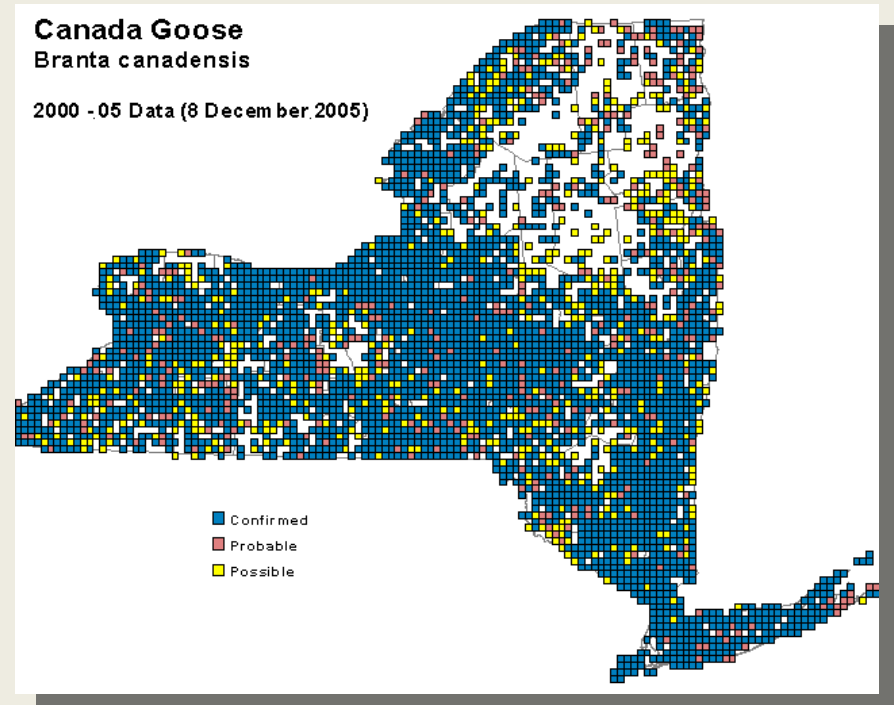 Canada Goose
Branta canadensis
2000 -.05 Data (8 December.2005)
Confirmed
Probable
Possible